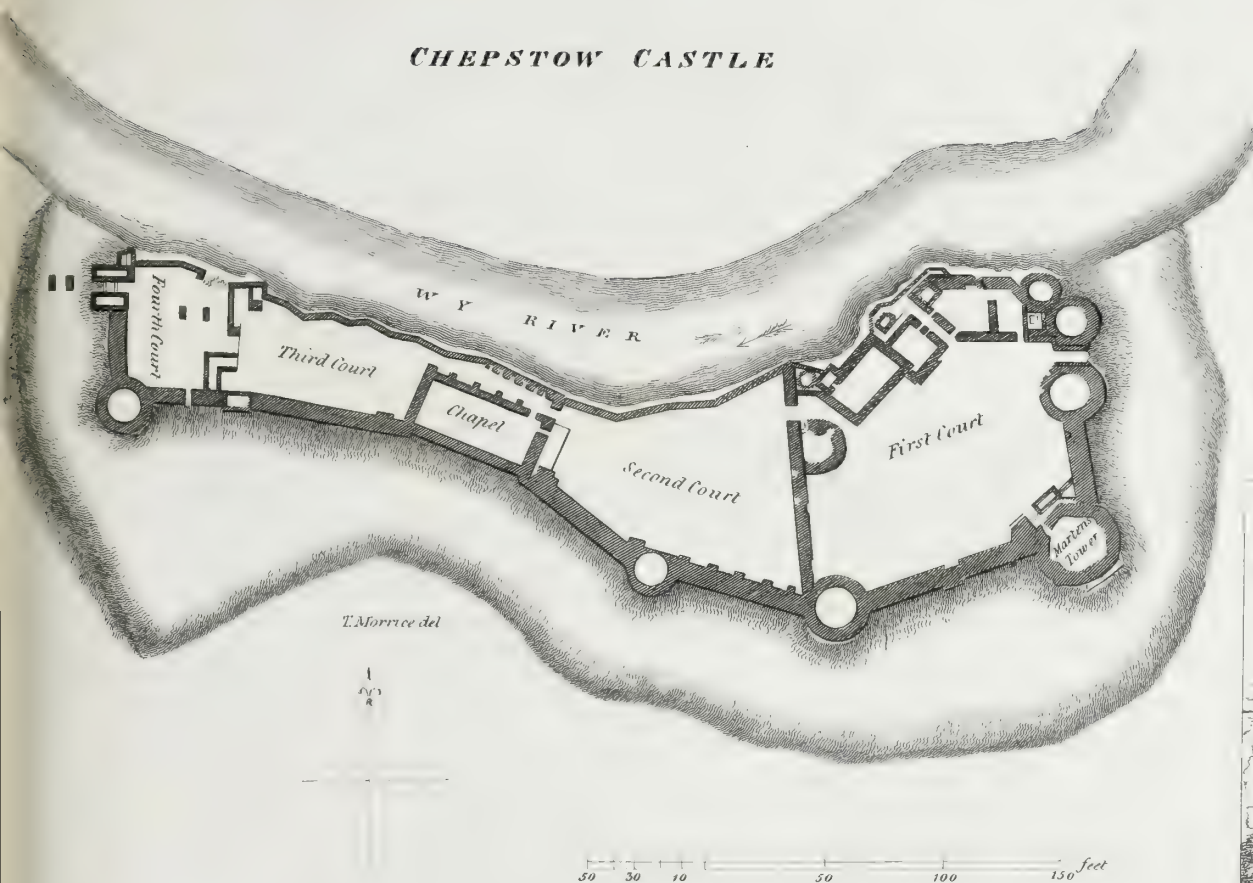 CHEPSTOW CASTLE
WY RIVER
Fourth Court
Third Court
Chapel
Second Court
First Court
Martens Tower
T. Morrice del
50 30 10 50 100 150 feet